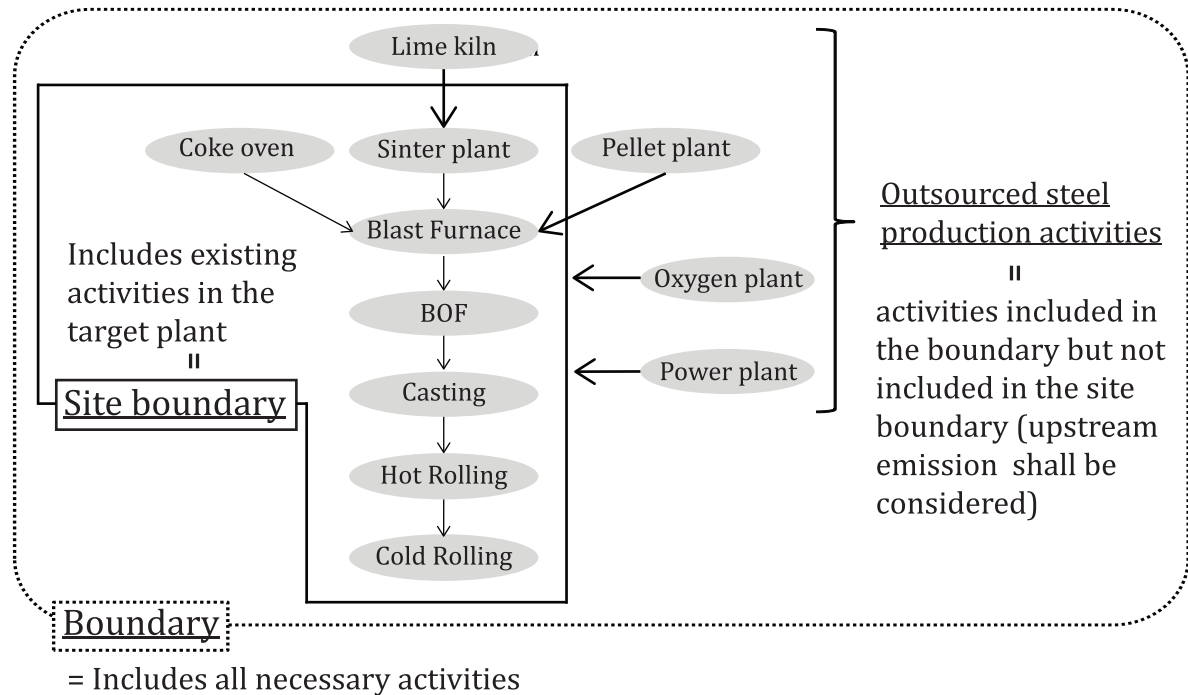 Lime kiln
Coke oven
Sinter plant
Pellet plant
Blast Furnace
Oxygen plant
BOF
Power plant
Casting
Hot Rolling
Cold Rolling
Includes existing
activities in the
target plant
=
Site boundary
Outsourced steel
production activities
=
activities included in
the boundary but not
included in the site
boundary (upstream
emission shall be
considered)
Boundary
= Includes all necessary activities